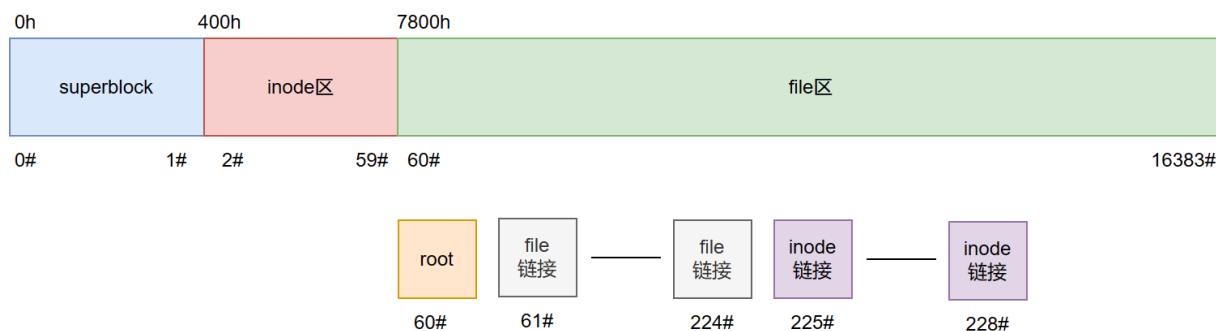 0h
400h
7800h
superblock
inode区
file区
0#
1#
2#
59#
60#
16383#
root
file
链接
file
链接
inode
链接
inode
链接
60#
61#
224#
225#
228#